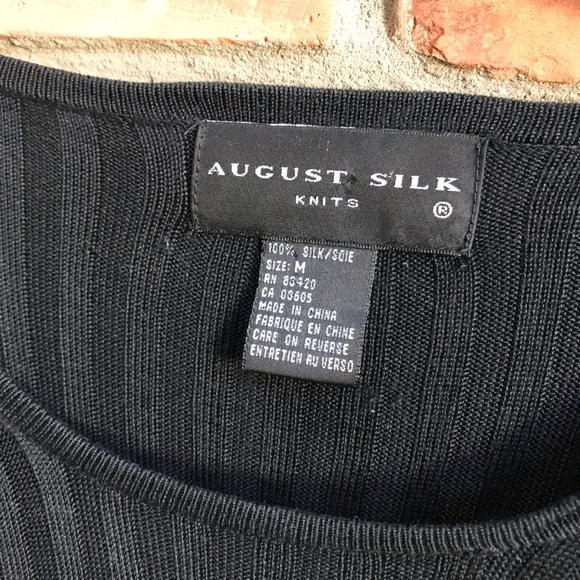 AUGUST SILK
KNITS
®
100% SILK/SOIE
SIZE: M
RN 83420
CA 03605
MADE IN CHINA
FABRIQUE EN CHINE
CARE ON REVERSE
ENTRETIEN AU VERSO